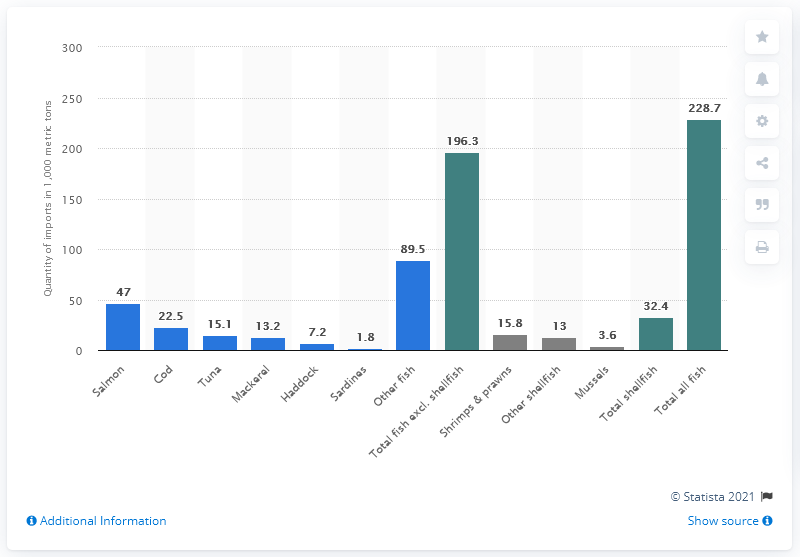 300
250
200
150
100
50
0
Quantity of imports in 1,000 metric tons
47
22.5
15.1
13.2
7.2
1.8
89.5
196.3
15.8
13
3.6
32.4
228.7
Salmon
Cod
Tuna
Mackerel
Haddock
Sardines
Other fish
Total fish excl. shellfish
Shrimps & prawns
Other shellfish
Mussels
Total shellfish
Total all fish
© Statista 2021
Additional Information
Show source